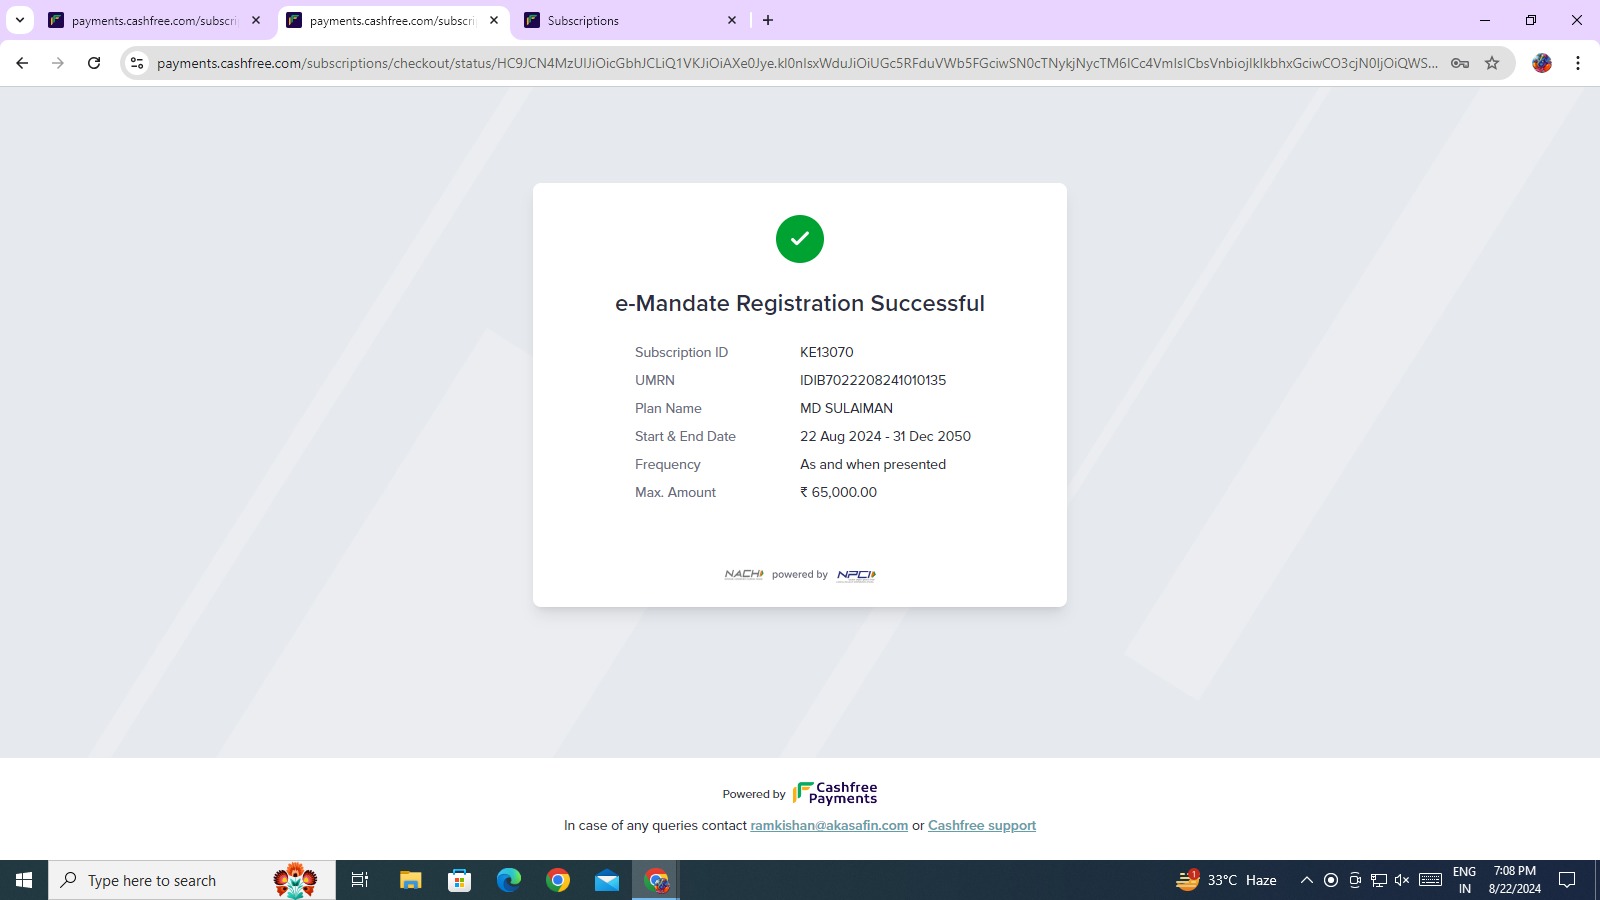 payments.cashfree.com/subscri
payments.cashfree.com/subscri
Subscriptions
payments.cashfree.com/subscriptions/checkout/status/
e-Mandate Registration Successful
Subscription ID KE13070
UMRN IDIB7022208241010135
Plan Name MD SULAIMAN
Start & End Date 22 Aug 2024 - 31 Dec 2050
Frequency As and when presented
Max. Amount ₹ 65,000.00
NACH powered by NPCI
Powered by Cashfree Payments
In case of any queries contact ramkishan@akasafin.com or Cashfree support
Type here to search
1
33°C Haze
ENG
IN
7:08 PM
8/22/2024